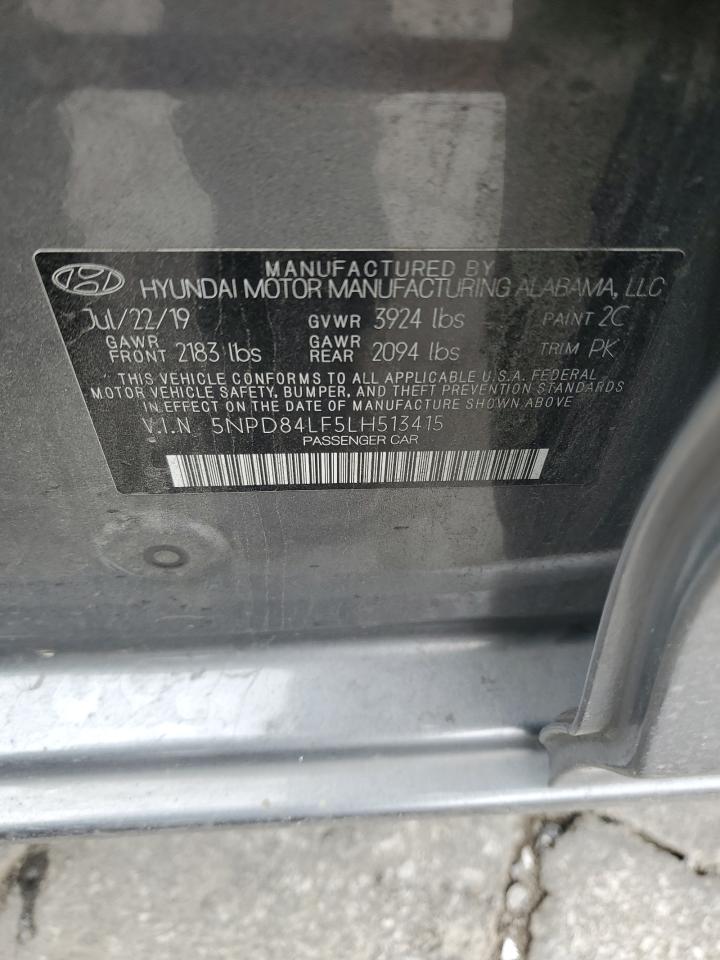 MANUFACTURED BY
HYUNDAI MOTOR MANUFACTURING ALABAMA, LLC
Jul/22/19 GVWR 3924 lbs PAINT 2C
GAWR FRONT 2183 lbs GAWR REAR 2094 lbs TRIM PK
THIS VEHICLE CONFORMS TO ALL APPLICABLE U.S.A. FEDERAL
MOTOR VEHICLE SAFETY, BUMPER, AND THEFT PREVENTION STANDARDS
IN EFFECT ON THE DATE OF MANUFACTURE SHOWN ABOVE
V.I.N. 5NPD84LF5LH513415
PASSENGER CAR